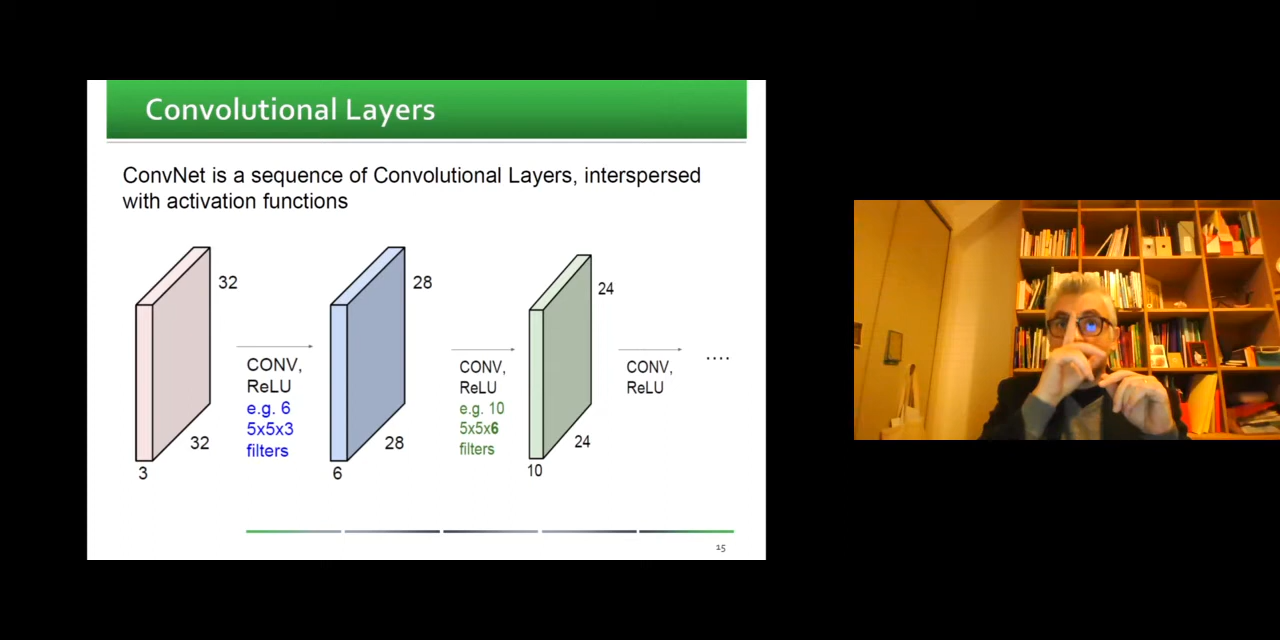 Convolutional Layers
ConvNet is a sequence of Convolutional Layers, interspersed
with activation functions
32
32
3
CONV,
ReLU
e.g. 6
5x5x3
filters
28
28
6
CONV,
ReLU
e.g. 10
5x5x6
filters
24
24
10
CONV,
ReLU
....
15